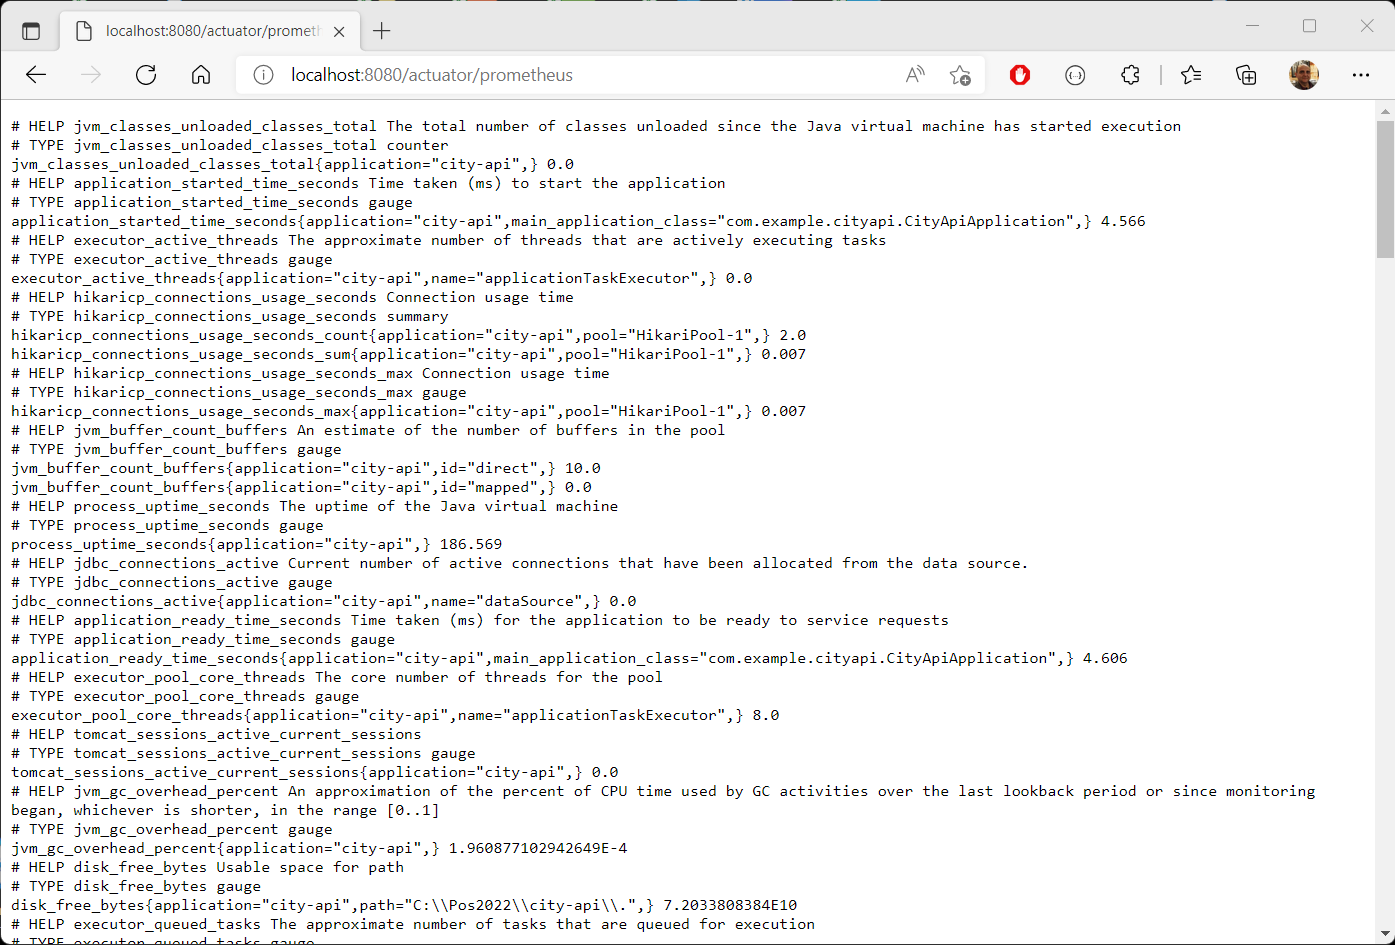 localhost:8080/actuator/prometh
localhost:8080/actuator/prometheus
# HELP jvm_classes_unloaded_classes_total The total number of classes unloaded since the Java virtual machine has started execution
# TYPE jvm_classes_unloaded_classes_total counter
jvm_classes_unloaded_classes_total{application="city-api",} 0.0
# HELP application_started_time_seconds Time taken (ms) to start the application
# TYPE application_started_time_seconds gauge
application_started_time_seconds{application="city-api",main_application_class="com.example.cityapi.CityApiApplication",} 4.566
# HELP executor_active_threads The approximate number of threads that are actively executing tasks
# TYPE executor_active_threads gauge
executor_active_threads{application="city-api",name="applicationTaskExecutor",} 0.0
# HELP hikaricp_connections_usage_seconds Connection usage time
# TYPE hikaricp_connections_usage_seconds summary
hikaricp_connections_usage_seconds_count{application="city-api",pool="HikariPool-1",} 2.0
hikaricp_connections_usage_seconds_sum{application="city-api",pool="HikariPool-1",} 0.007
# HELP hikaricp_connections_usage_seconds_max Connection usage time
# TYPE hikaricp_connections_usage_seconds_max gauge
hikaricp_connections_usage_seconds_max{application="city-api",pool="HikariPool-1",} 0.007
# HELP jvm_buffer_count_buffers An estimate of the number of buffers in the pool
# TYPE jvm_buffer_count_buffers gauge
jvm_buffer_count_buffers{application="city-api",id="direct",} 10.0
jvm_buffer_count_buffers{application="city-api",id="mapped",} 0.0
# HELP process_uptime_seconds The uptime of the Java virtual machine
# TYPE process_uptime_seconds gauge
process_uptime_seconds{application="city-api",} 186.569
# HELP jdbc_connections_active Current number of active connections that have been allocated from the data source.
# TYPE jdbc_connections_active gauge
jdbc_connections_active{application="city-api",name="dataSource",} 0.0
# HELP application_ready_time_seconds Time taken (ms) for the application to be ready to service requests
# TYPE application_ready_time_seconds gauge
application_ready_time_seconds{application="city-api",main_application_class="com.example.cityapi.CityApiApplication",} 4.606
# HELP executor_pool_core_threads The core number of threads for the pool
# TYPE executor_pool_core_threads gauge
executor_pool_core_threads{application="city-api",name="applicationTaskExecutor",} 8.0
# HELP tomcat_sessions_active_current_sessions
# TYPE tomcat_sessions_active_current_sessions gauge
tomcat_sessions_active_current_sessions{application="city-api",} 0.0
# HELP jvm_gc_overhead_percent An approximation of the percent of CPU time used by GC activities over the last lookback period or since monitoring
began, whichever is shorter, in the range [0..1]
# TYPE jvm_gc_overhead_percent gauge
jvm_gc_overhead_percent{application="city-api",} 1.960877102942649E-4
# HELP disk_free_bytes Usable space for path
# TYPE disk_free_bytes gauge
disk_free_bytes{application="city-api",path="C:\\Pos2022\\city-api\\.",} 7.2033808384E10
# HELP executor_queued_tasks The approximate number of tasks that are queued for execution
# TYPE executor_queued_tasks gauge